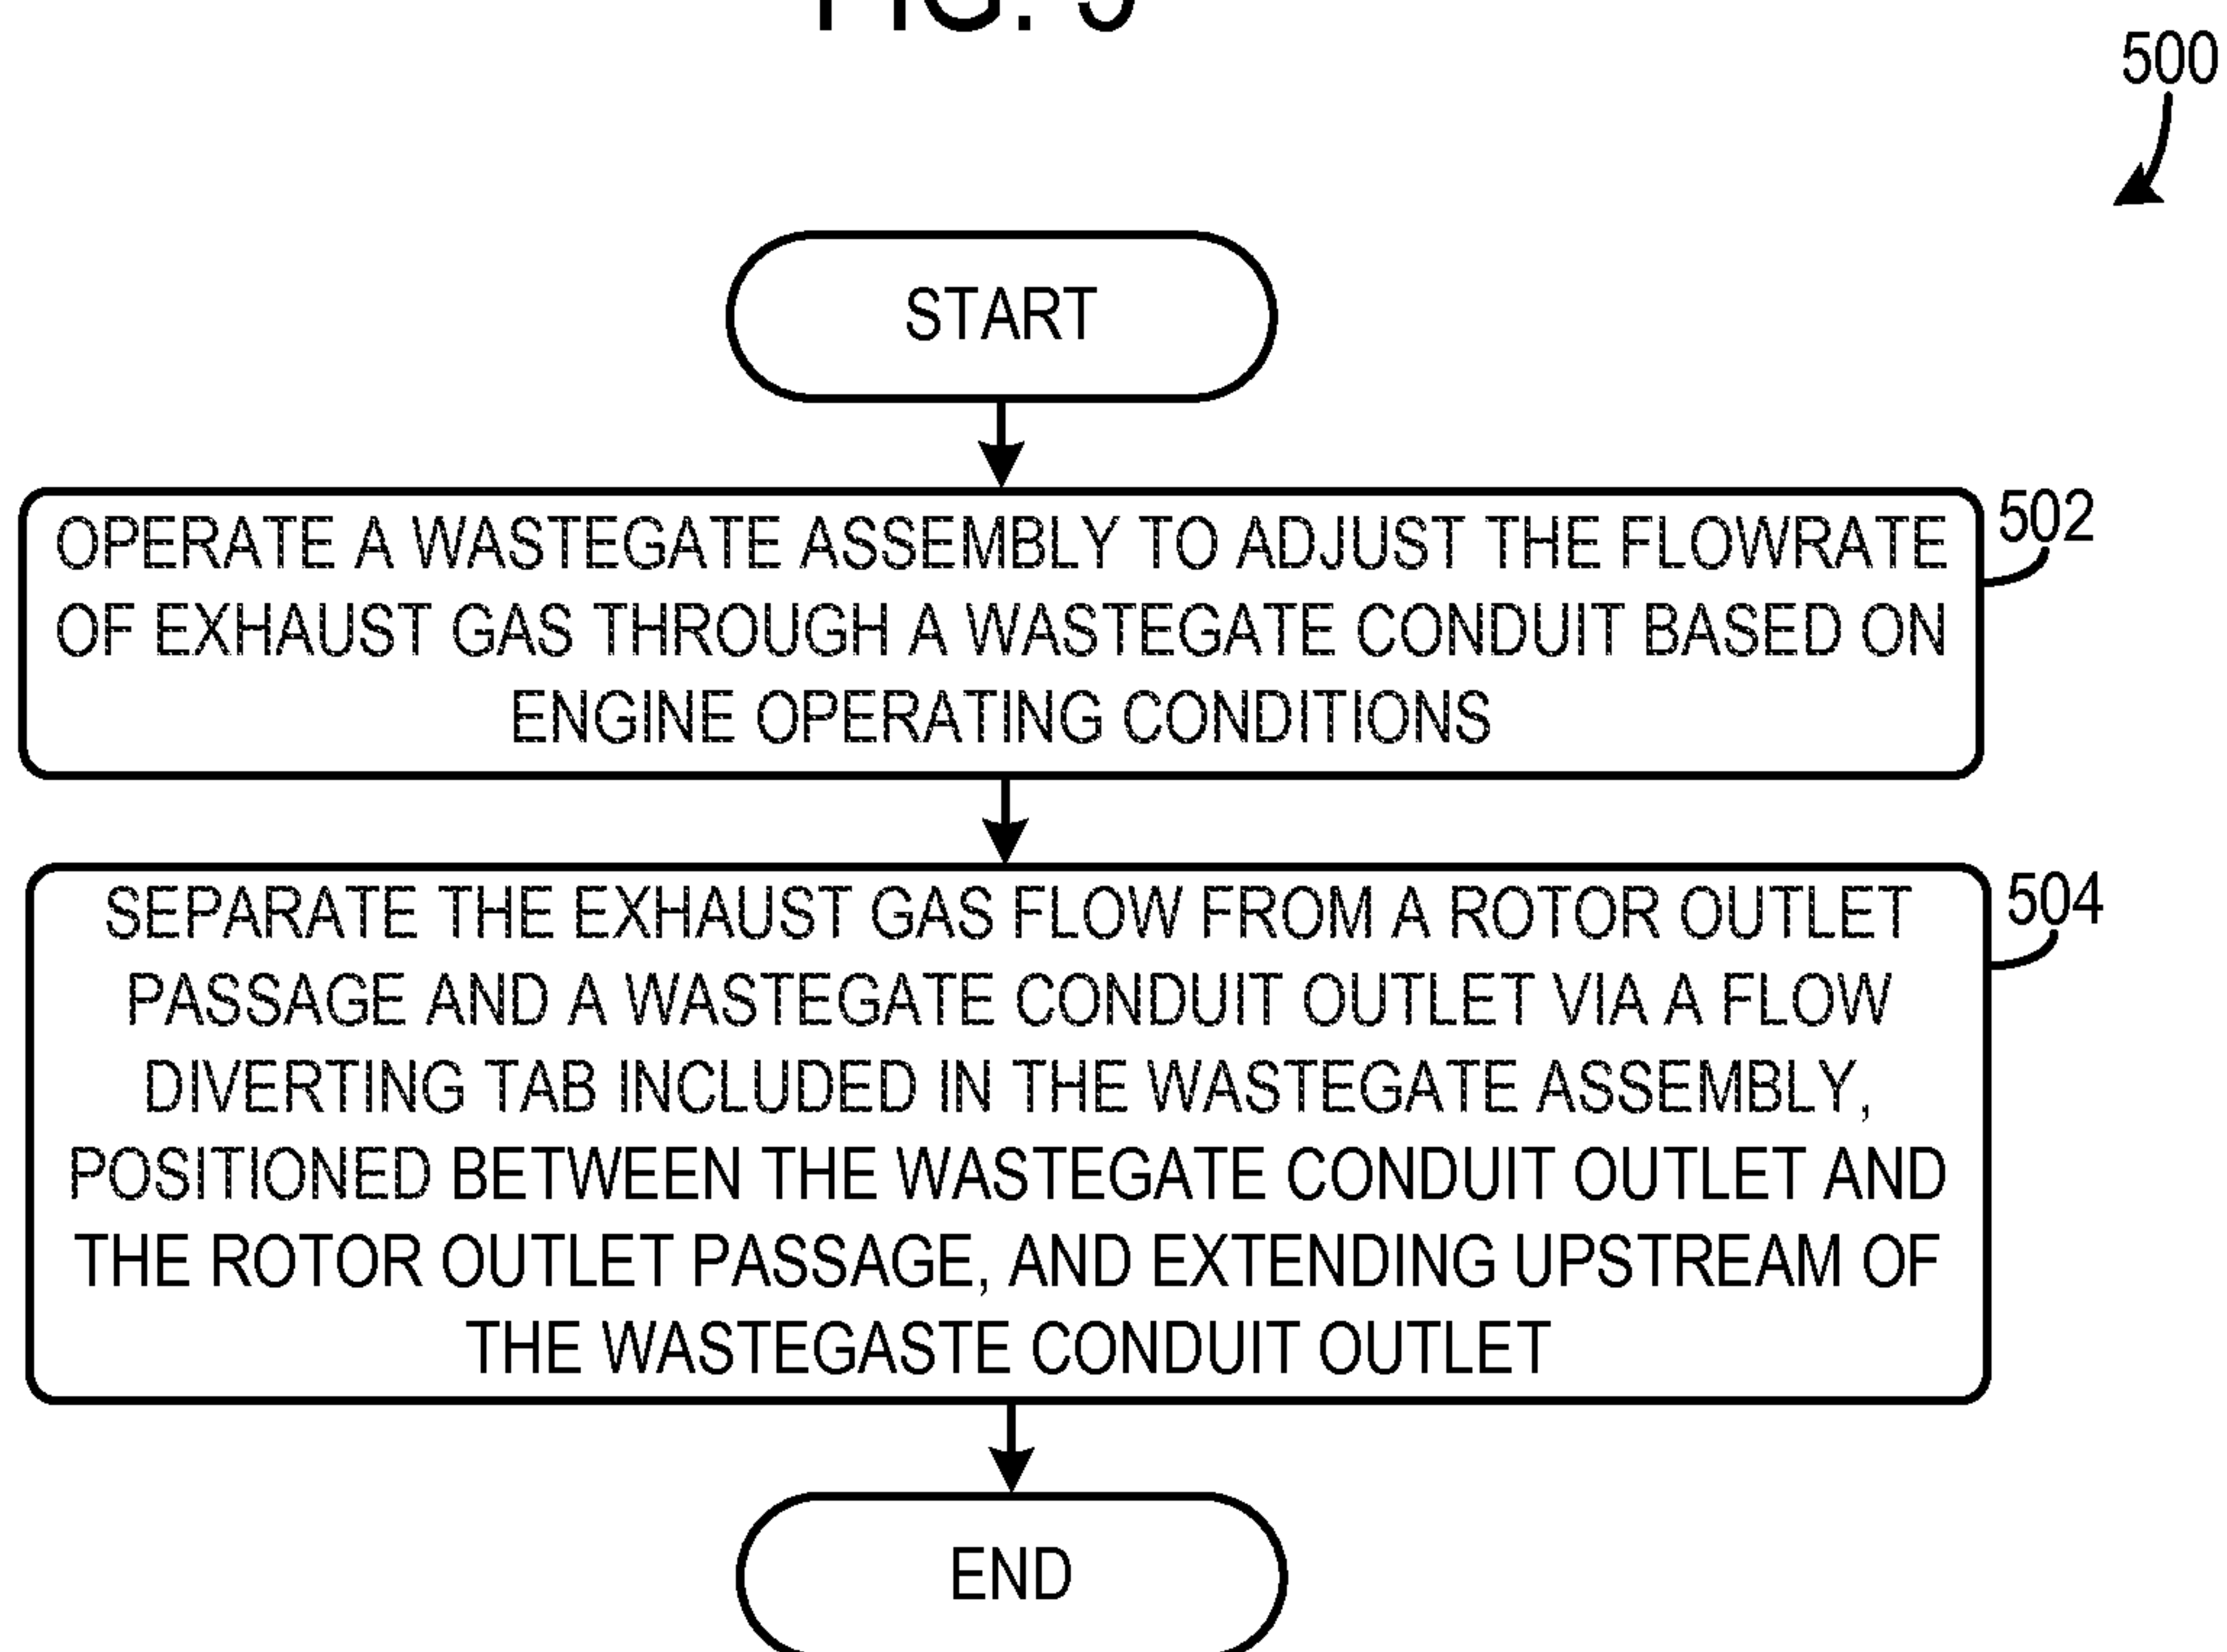 FIG. 5
500
START
OPERATE A WASTEGATE ASSEMBLY TO ADJUST THE FLOWRATE
OF EXHAUST GAS THROUGH A WASTEGATE CONDUIT BASED ON
ENGINE OPERATING CONDITIONS
502
SEPARATE THE EXHAUST GAS FLOW FROM A ROTOR OUTLET
PASSAGE AND A WASTEGATE CONDUIT OUTLET VIA A FLOW
DIVERTING TAB INCLUDED IN THE WASTEGATE ASSEMBLY,
POSITIONED BETWEEN THE WASTEGATE CONDUIT OUTLET AND
THE ROTOR OUTLET PASSAGE, AND EXTENDING UPSTREAM OF
THE WASTEGASTE CONDUIT OUTLET
504
END